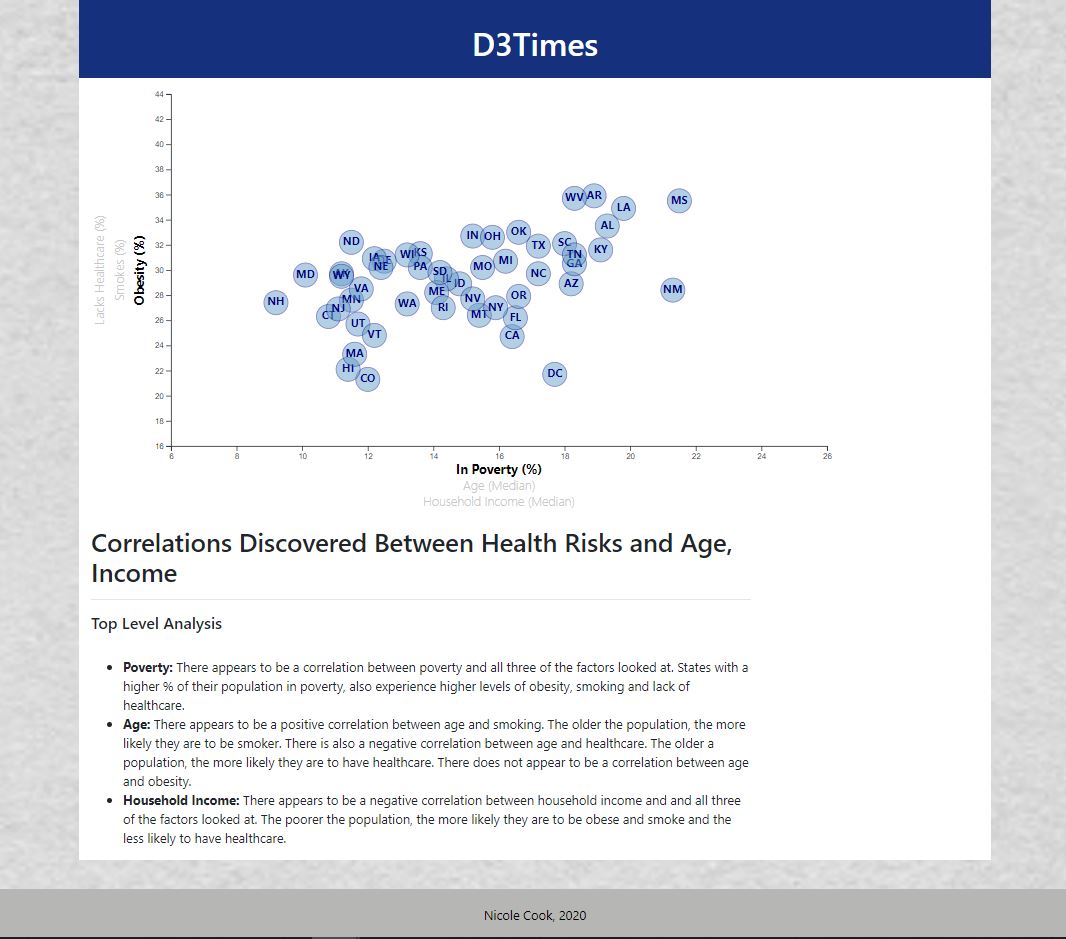 D3Times
44
42
40
38
36
34
32
30
28
26
24
22
20
18
16
Lacks Healthcare (%)
Smokes (%)
Obesity (%)
WV AR MS
LA
AL
ND IN OH OK
TX SC KY
IA WI KS TN
NE PA SD MO MI GA
MD WY NC
VA ME ID AZ NM
NH MN WA NV OR
NJ RI MT NY
CT UT FL
VT CA
MA
HI CO DC
6 8 10 12 14 16 18 20 22 24 26
In Poverty (%)
Age (Median)
Household Income (Median)
Correlations Discovered Between Health Risks and Age,
Income
Top Level Analysis
• Poverty: There appears to be a correlation between poverty and all three of the factors looked at. States with a
higher % of their population in poverty, also experience higher levels of obesity, smoking and lack of
healthcare.
• Age: There appears to be a positive correlation between age and smoking. The older the population, the more
likely they are to be smoker. There is also a negative correlation between age and healthcare. The older a
population, the more likely they are to have healthcare. There does not appear to be a correlation between age
and obesity.
• Household Income: There appears to be a negative correlation between household income and and all three
of the factors looked at. The poorer the population, the more likely they are to be obese and smoke and the
less likely to have healthcare.
Nicole Cook, 2020